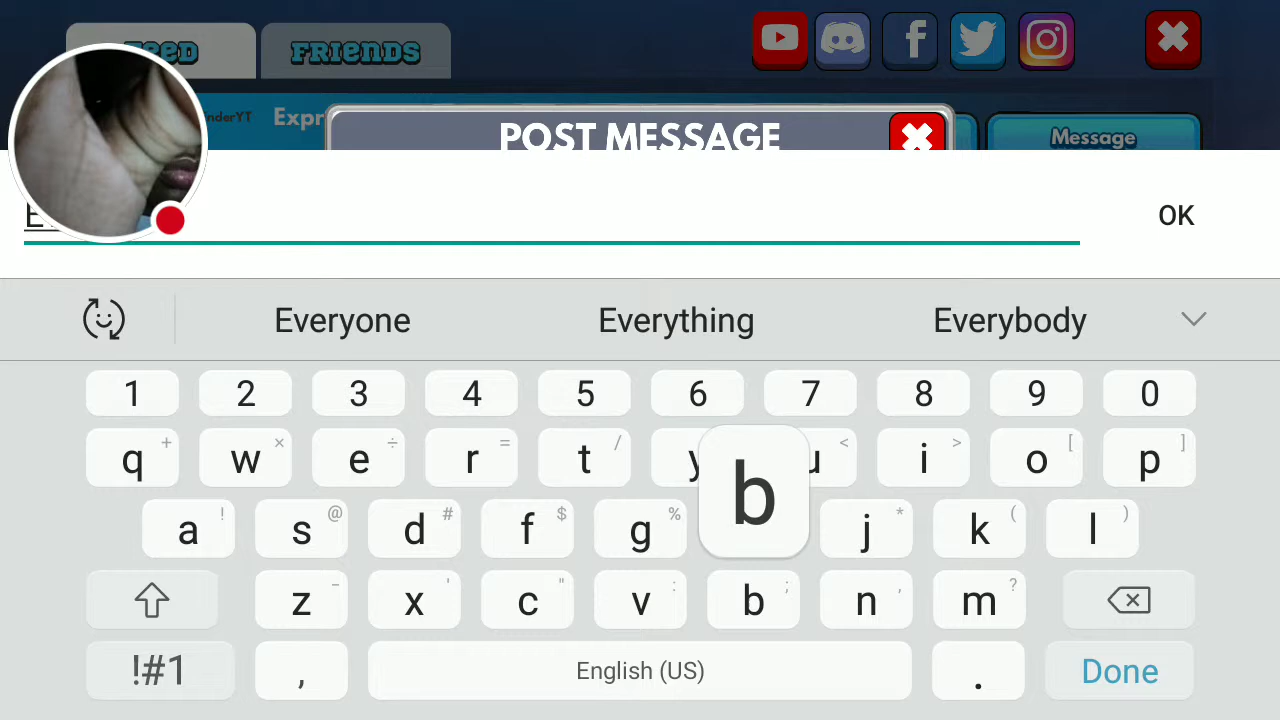 FRIENDS
Expr
POST MESSAGE
Message
OK
Everyone
Everything
Everybody
1 2 3 4 5 6 7 8 9 0
q + w × e ÷ r = t / y u < i > o [ p ]
a ! s @ d # f $ g % b j * k ( l )
z - x ' c " v : b ; n , m ?
!#1 , English (US) . Done